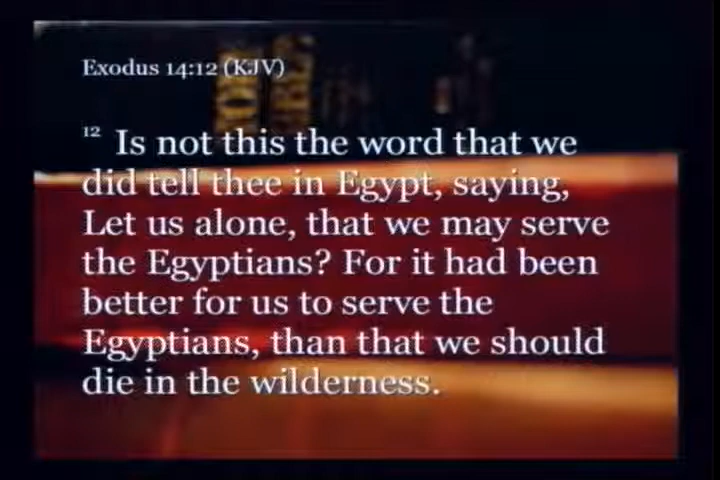 Exodus 14:12 (KJV)
12 Is not this the word that we
did tell thee in Egypt, saying,
Let us alone, that we may serve
the Egyptians? For it had been
better for us to serve the
Egyptians, than that we should
die in the wilderness.